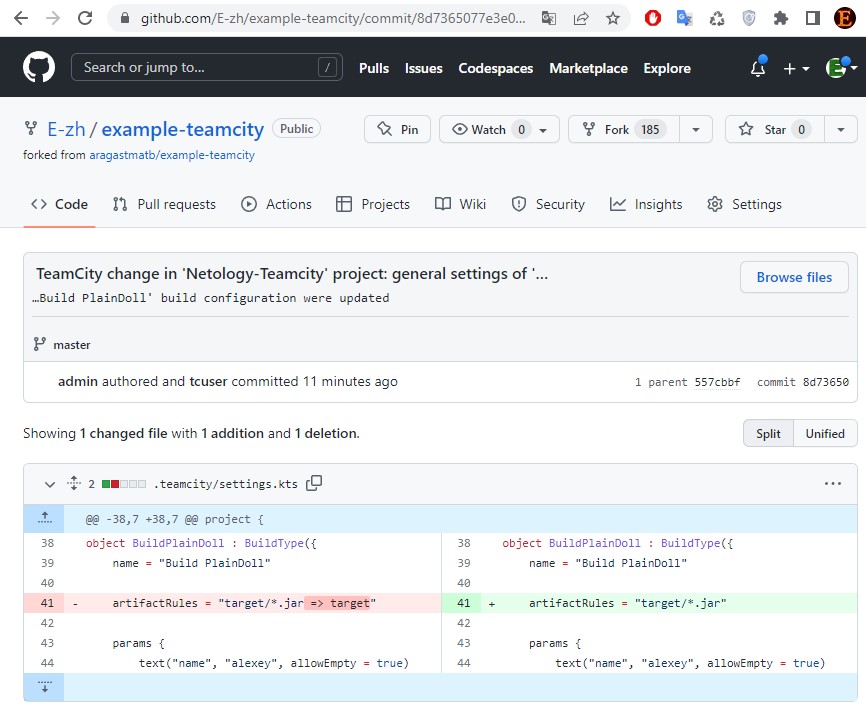 github.com/E-zh/example-teamcity/commit/8d7365077e3e0...
Search or jump to... /
Pulls Issues Codespaces Marketplace Explore
E-zh / example-teamcity Public
Pin Watch 0 Fork 185 Star 0
forked from aragastmatb/example-teamcity
Code Pull requests Actions Projects Wiki Security Insights Settings
TeamCity change in 'Netology-Teamcity' project: general settings of '...
Browse files
…Build PlainDoll' build configuration were updated
master
admin authored and tcuser committed 11 minutes ago 1 parent 557cbbf commit 8d73650
Showing 1 changed file with 1 addition and 1 deletion.
Split Unified
2 .teamcity/settings.kts
@@ -38,7 +38,7 @@ project {
38 object BuildPlainDoll : BuildType({ 38 object BuildPlainDoll : BuildType({
39 name = "Build PlainDoll" 39 name = "Build PlainDoll"
40 40
41 - artifactRules = "target/*.jar => target" 41 + artifactRules = "target/*.jar"
42 42
43 params { 43 params {
44 text("name", "alexey", allowEmpty = true) 44 text("name", "alexey", allowEmpty = true)